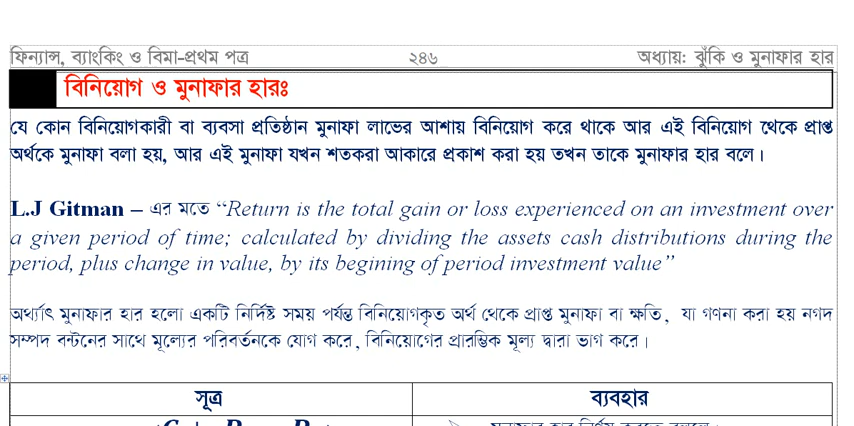 ফিন্যান্স, ব্যাংকিং ও বিমা-প্রথম পত্র ২৪৬ অধ্যায়: ঝুঁকি ও মুনাফার হার
বিনিয়োগ ও মুনাফার হারঃ
যে কোন বিনিয়োগকারী বা ব্যবসা প্রতিষ্ঠান মুনাফা লাভের আশায় বিনিয়োগ করে থাকে আর এই বিনিয়োগ থেকে প্রাপ্ত
অর্থকে মুনাফা বলা হয়, আর এই মুনাফা যখন শতকরা আকারে প্রকাশ করা হয় তখন তাকে মুনাফার হার বলে।
L.J Gitman – এর মতে “Return is the total gain or loss experienced on an investment over
a given period of time; calculated by dividing the assets cash distributions during the
period, plus change in value, by its begining of period investment value”
অর্থ্যাৎ মুনাফার হার হলো একটি নির্দিষ্ট সময় পর্যন্ত বিনিয়োগকৃত অর্থ থেকে প্রাপ্ত মুনাফা বা ক্ষতি, যা গণনা করা হয় নগদ
সম্পদ বন্টনের সাথে মূল্যের পরিবর্তনকে যোগ করে, বিনিয়োগের প্রারম্ভিক মূল্য দ্বারা ভাগ করে।
সূত্র ব্যবহার